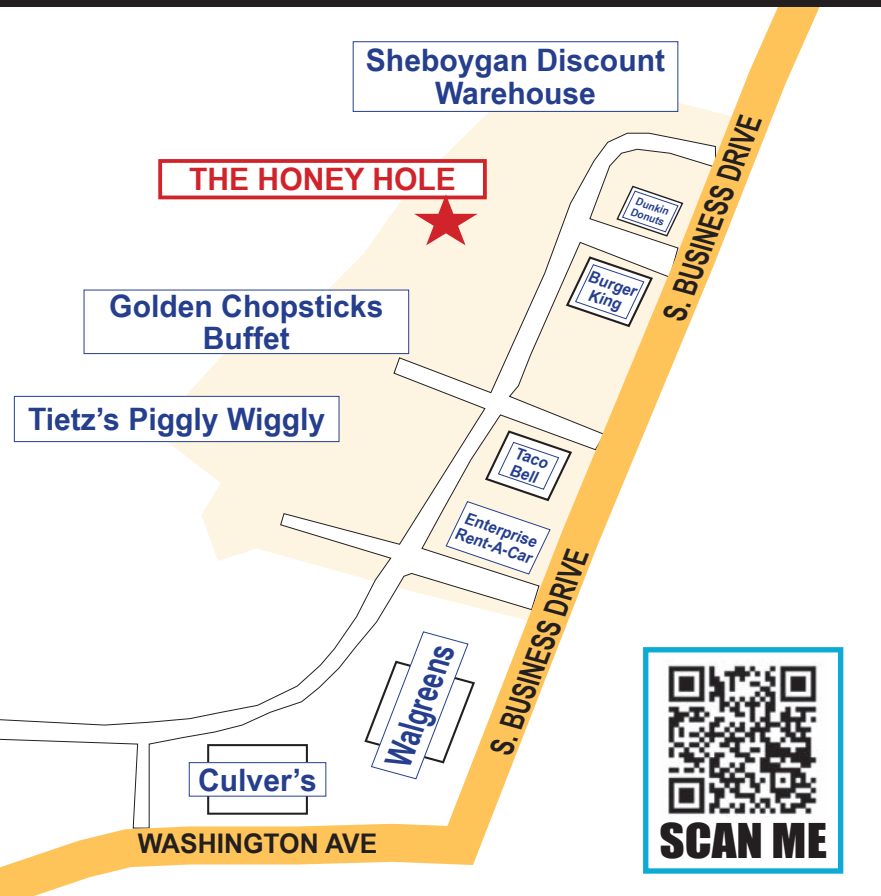 Sheboygan Discount
Warehouse
THE HONEY HOLE
Dunkin
Donuts
S. BUSINESS DRIVE
Burger
King
Golden Chopsticks
Buffet
Tietz’s Piggly Wiggly
Taco
Bell
Enterprise
Rent-A-Car
S. BUSINESS DRIVE
Walgreens
Culver’s
WASHINGTON AVE
SCAN ME